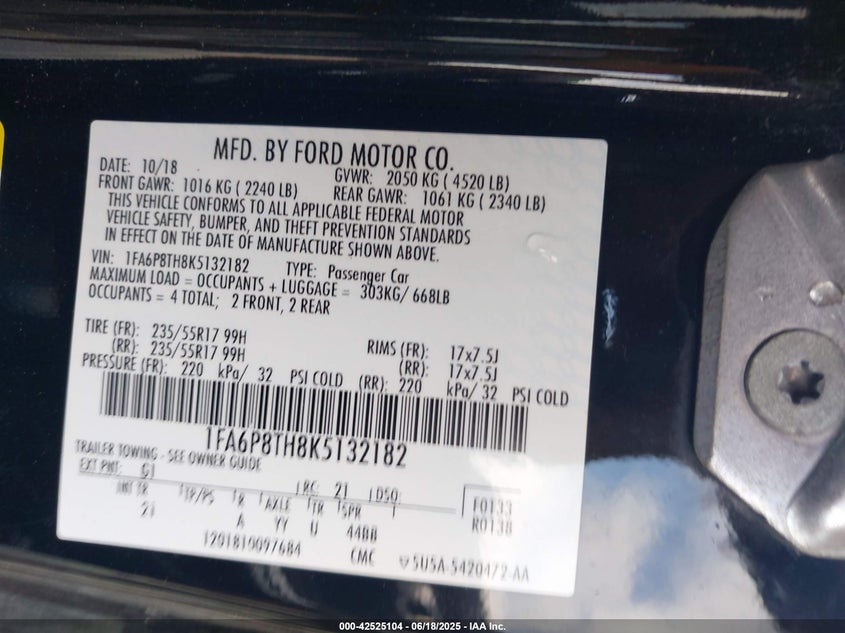 MFD. BY FORD MOTOR CO.
DATE: 10/18 GVWR: 2050 KG ( 4520 LB)
FRONT GAWR: 1016 KG ( 2240 LB) REAR GAWR: 1061 KG ( 2340 LB)
THIS VEHICLE CONFORMS TO ALL APPLICABLE FEDERAL MOTOR
VEHICLE SAFETY, BUMPER, AND THEFT PREVENTION STANDARDS
IN EFFECT ON THE DATE OF MANUFACTURE SHOWN ABOVE.
VIN: 1FA6P8TH8K5132182 TYPE: Passenger Car
MAXIMUM LOAD = OCCUPANTS + LUGGAGE = 303KG/ 668LB
OCCUPANTS = 4 TOTAL; 2 FRONT, 2 REAR
TIRE (FR): 235/55R17 99H RIMS (FR): 17x7.5J
(RR): 235/55R17 99H (RR): 17x7.5J
PRESSURE (FR): 220 kPa/ 32 PSI COLD (RR): 220 kPa/ 32 PSI COLD
1FA6P8TH8K5132182
TRAILER TOWING - SEE OWNER GUIDE
EXT PNT: G1 RC: 21 DSO: F0133
INT TR TP/PS R AXLE TR SPR R0138
21 A YY U 44BB
1201810097684 CMC 5U5A-5420472-AA
000-42525104 - 06/18/2025 - IAA Inc.